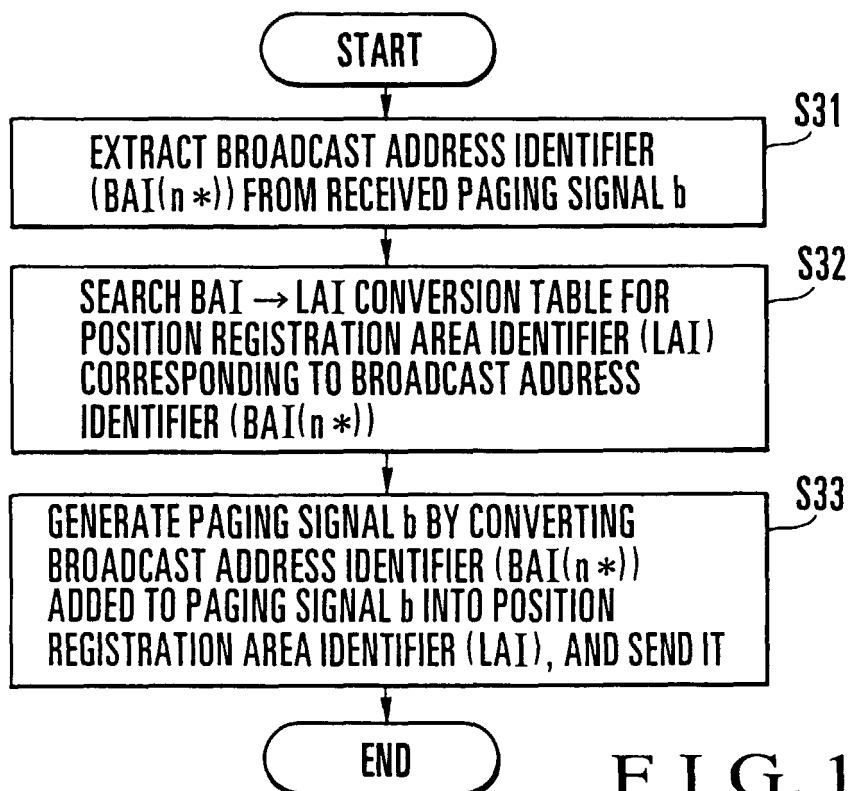 START
S31
EXTRACT BROADCAST ADDRESS IDENTIFIER
(BAI(n*)) FROM RECEIVED PAGING SIGNAL b
S32
SEARCH BAI → LAI CONVERSION TABLE FOR
POSITION REGISTRATION AREA IDENTIFIER (LAI)
CORRESPONDING TO BROADCAST ADDRESS
IDENTIFIER (BAI(n*))
S33
GENERATE PAGING SIGNAL b BY CONVERTING
BROADCAST ADDRESS IDENTIFIER (BAI(n*))
ADDED TO PAGING SIGNAL b INTO POSITION
REGISTRATION AREA IDENTIFIER (LAI), AND SEND IT
END
FIG. 1